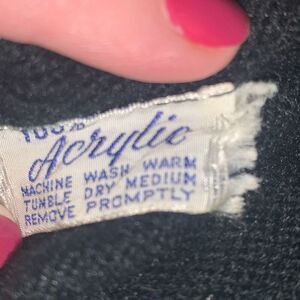 100%
Acrylic
MACHINE WASH WARM
TUMBLE DRY MEDIUM
REMOVE PROMPTLY